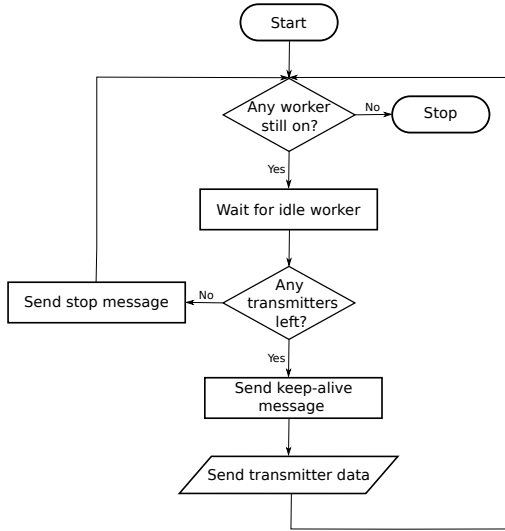 Start
Any worker
still on?
No
Stop
Yes
Wait for idle worker
Any
transmitters
left?
No
Send stop message
Yes
Send keep-alive
message
Send transmitter data